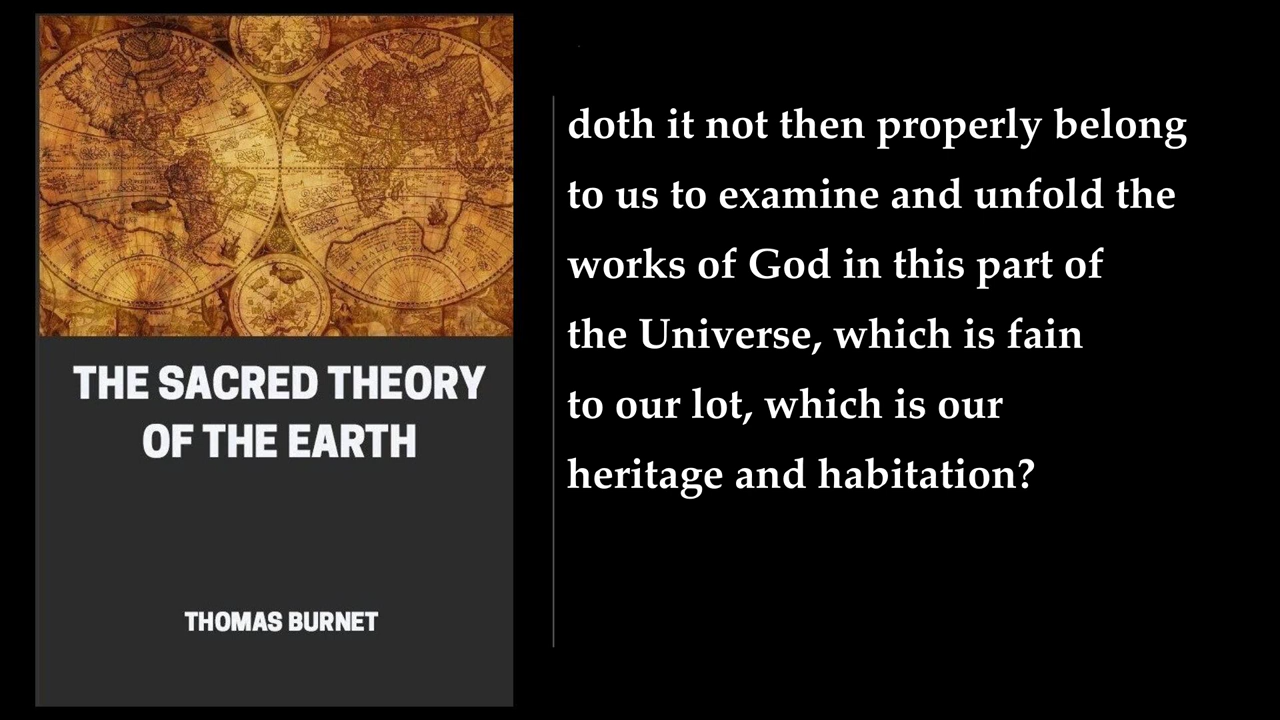 THE SACRED THEORY
OF THE EARTH
THOMAS BURNET
doth it not then properly belong
to us to examine and unfold the
works of God in this part of
the Universe, which is fain
to our lot, which is our
heritage and habitation?